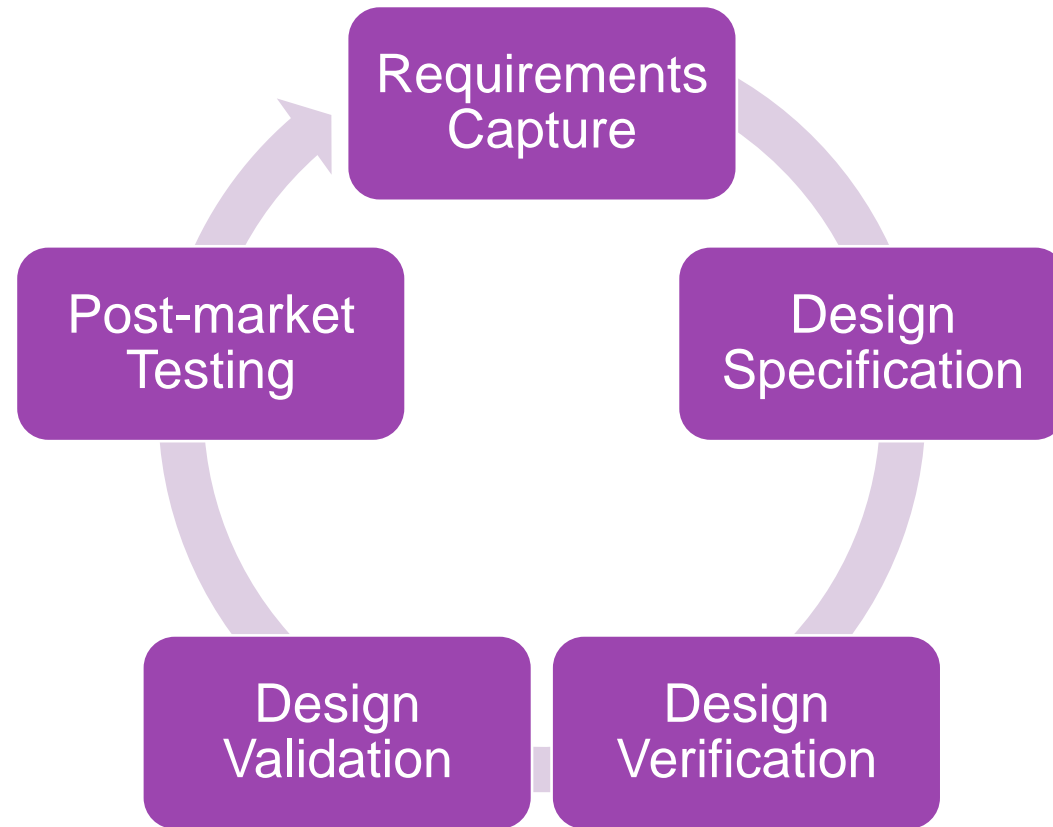 Requirements
Capture
Design
Specification
Design
Verification
Design
Validation
Post-market
Testing